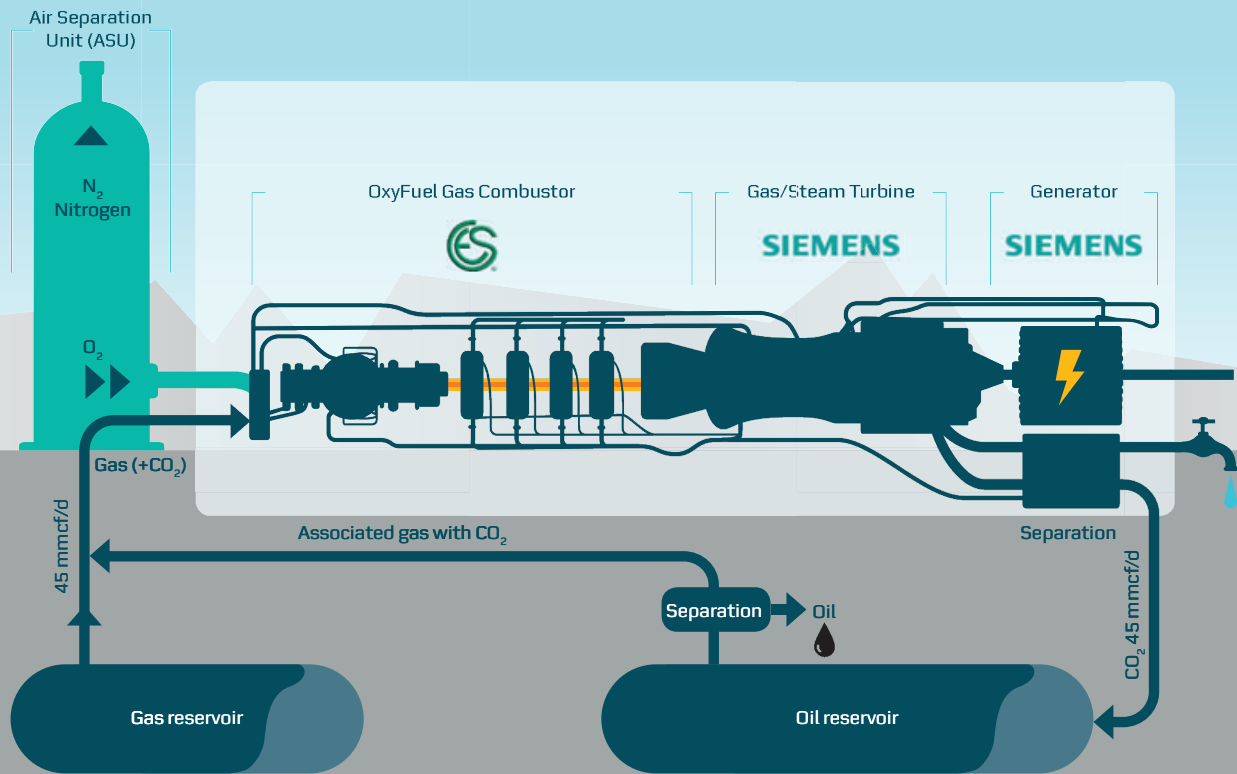 Air Separation
Unit (ASU)
N₂
Nitrogen
O₂
OxyFuel Gas Combustor
CES
Gas/Steam Turbine
SIEMENS
Generator
SIEMENS
Gas (+CO₂)
45 mmcf/d
Associated gas with CO₂
Separation
Separation
Oil
CO₂ 45 mmcf/d
Gas reservoir
Oil reservoir